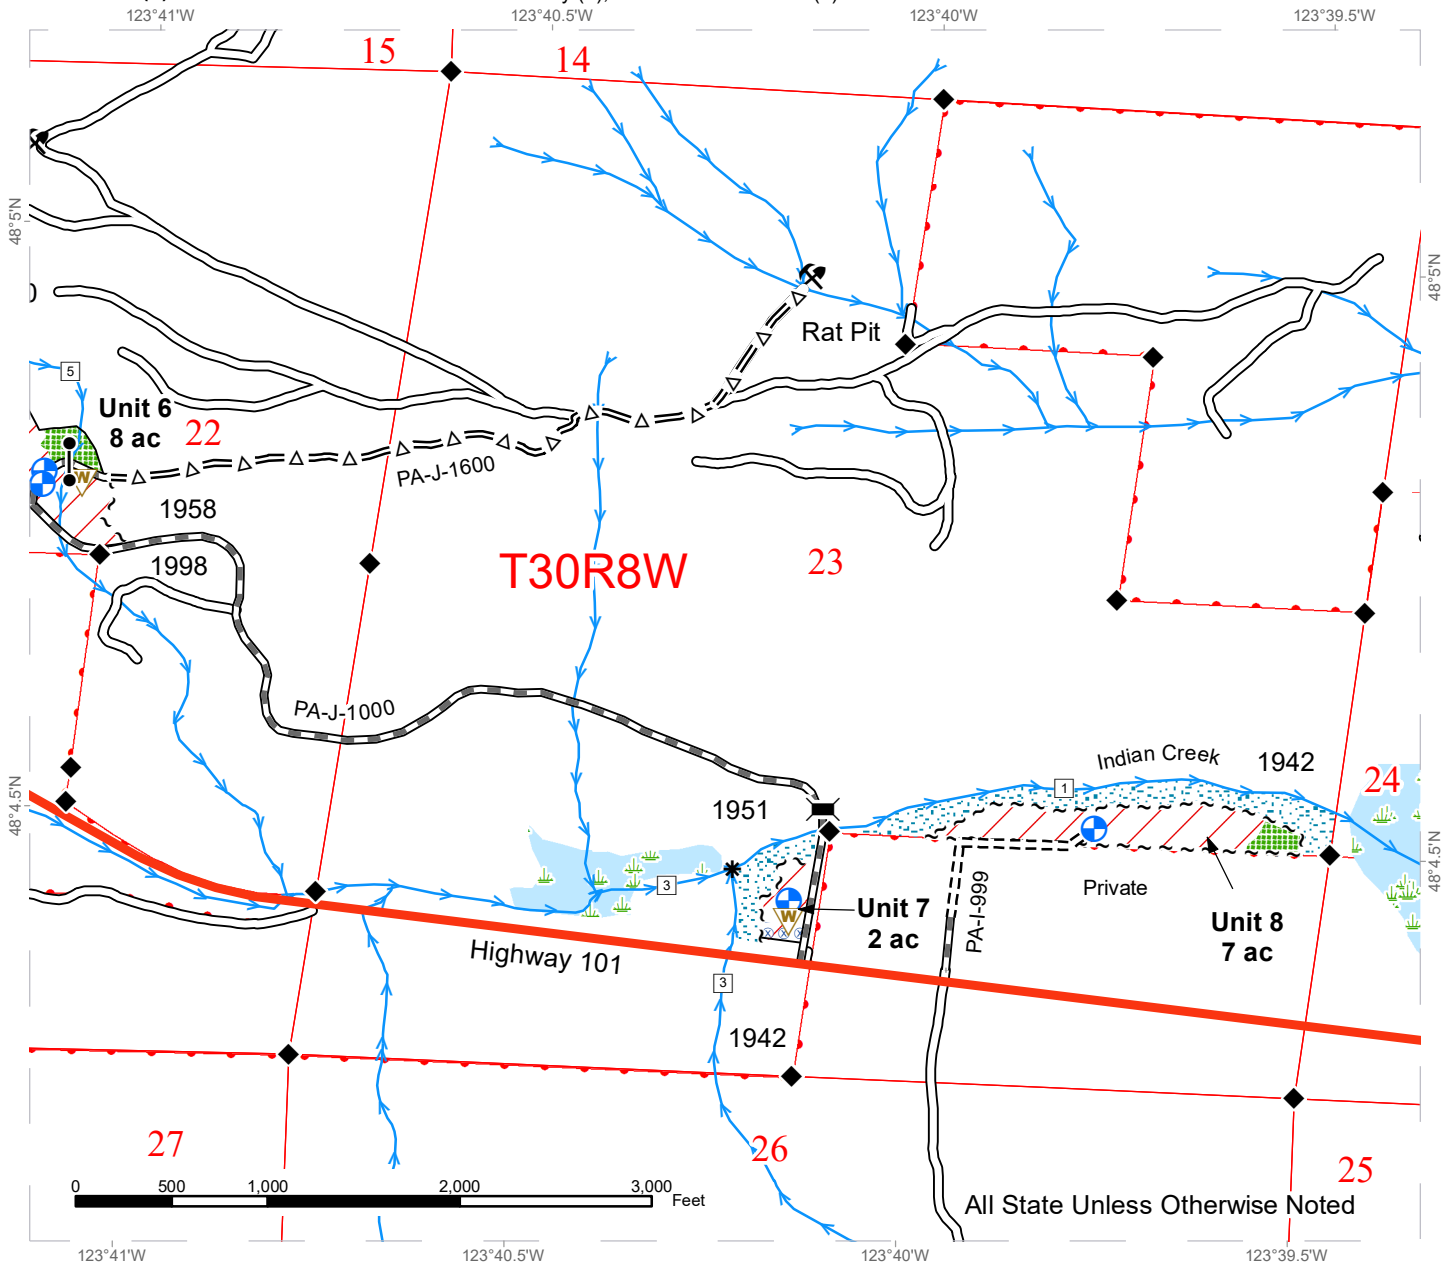 123°41'W
123°40.5'W
123°40'W
123°39.5'W
15
14
48°5'N
48°5'N
Rat Pit
5
Unit 6
8 ac
22
W
PA-J-1600
1958
1998
T30R8W
23
PA-J-1000
Indian Creek
1942
24
1
48°4.5'N
48°4.5'N
1951
3
Unit 7
2 ac
W
X X X
PA-I-999
Private
Unit 8
7 ac
Highway 101
3
1942
27
26
25
0 500 1,000 2,000 3,000
Feet
All State Unless Otherwise Noted
123°41'W
123°40.5'W
123°40'W
123°39.5'W